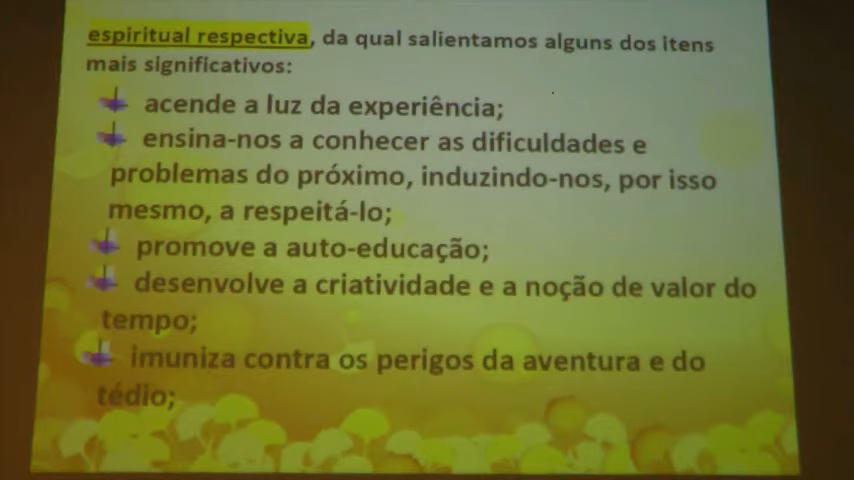 espiritual respectiva, da qual salientamos alguns dos itens
mais significativos:
acende a luz da experiência;
ensina-nos a conhecer as dificuldades e
problemas do próximo, induzindo-nos, por isso
mesmo, a respeitá-lo;
promove a auto-educação;
desenvolve a criatividade e a noção de valor do
tempo;
imuniza contra os perigos da aventura e do
tédio;